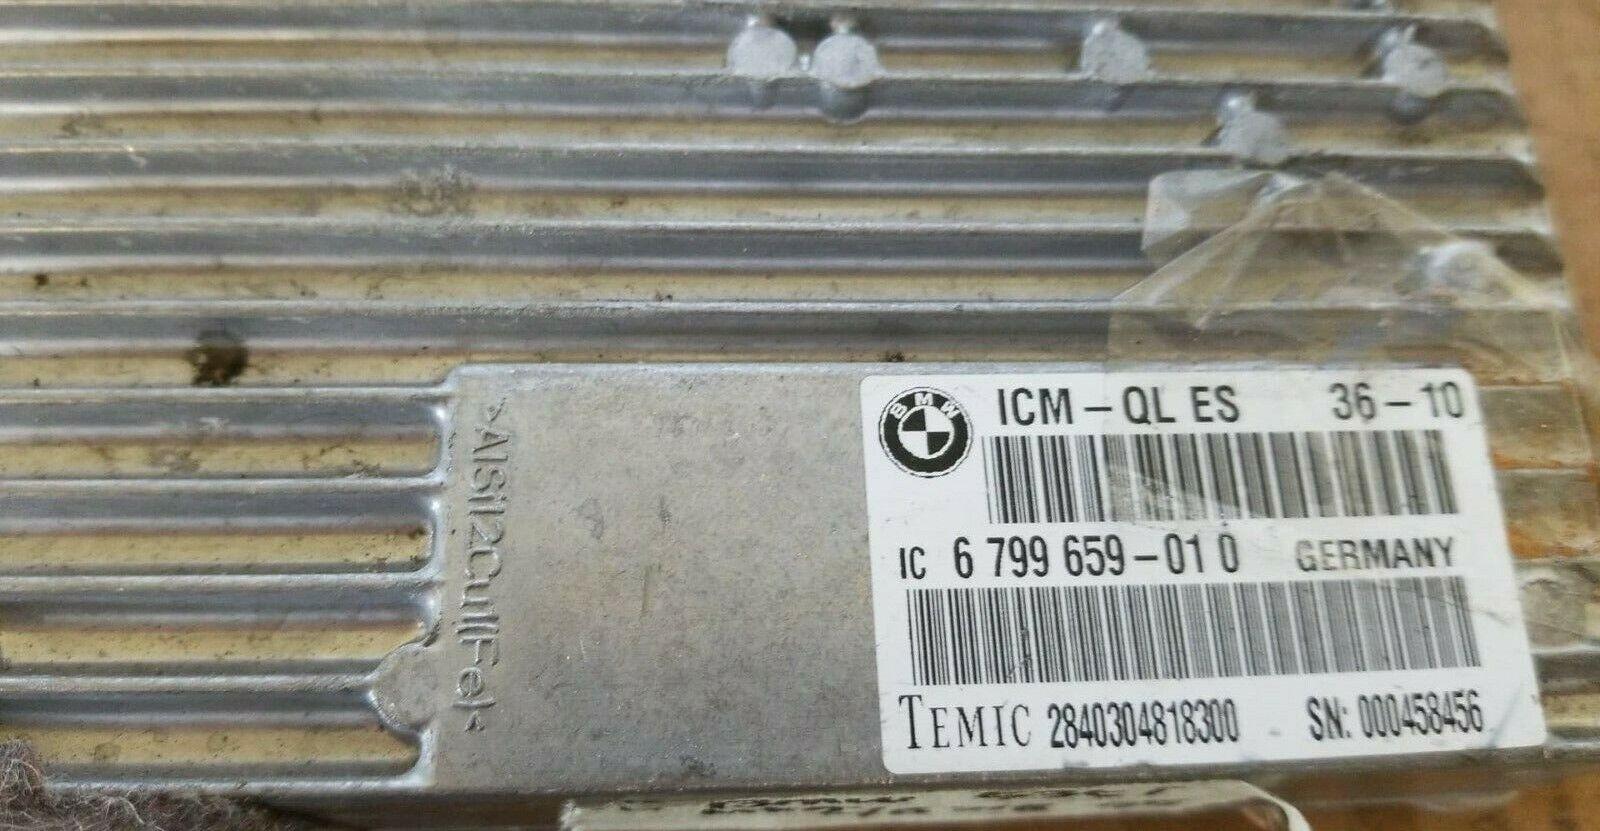 BMW
ICM – QL ES 36 – 10
IC 6 799 659 – 01 0 GERMANY
TEMIC 2840304818300 SN: 000458456
>AlSi12Cu1(Fe)<
BMW